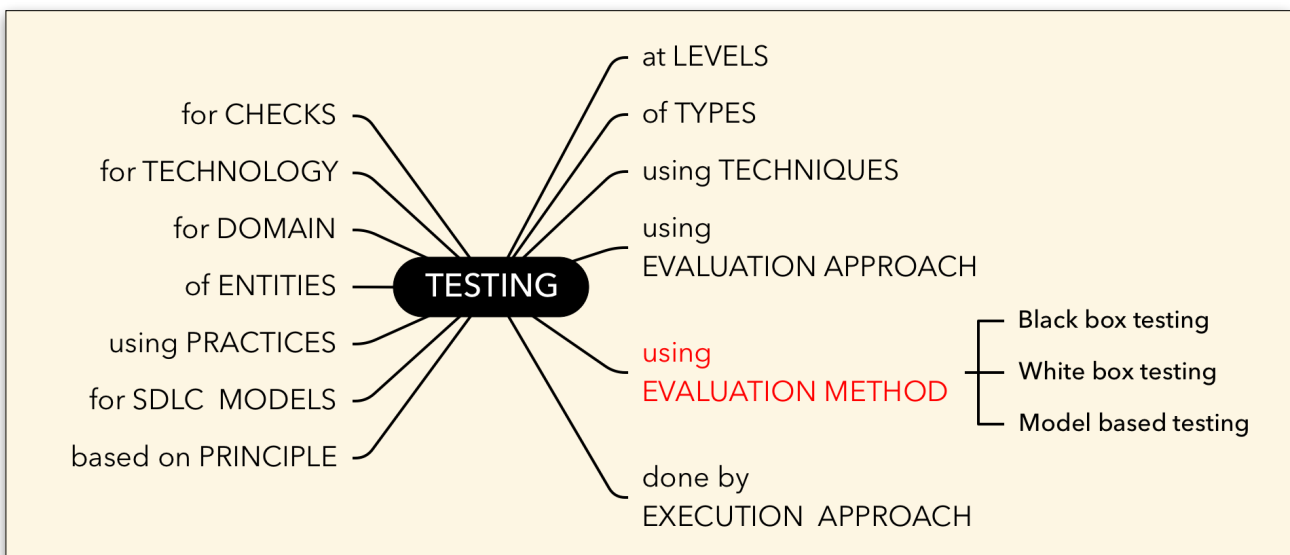 for CHECKS
for TECHNOLOGY
for DOMAIN
of ENTITIES
using PRACTICES
for SDLC MODELS
based on PRINCIPLE
TESTING
at LEVELS
of TYPES
using TECHNIQUES
using
EVALUATION APPROACH
using
EVALUATION METHOD
Black box testing
White box testing
Model based testing
done by
EXECUTION APPROACH